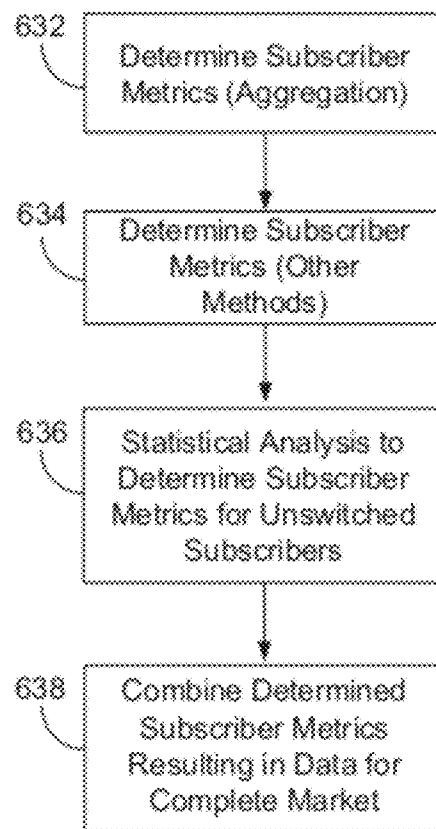 632
Determine Subscriber
Metrics (Aggregation)
634
Determine Subscriber
Metrics (Other
Methods)
636
Statistical Analysis to
Determine Subscriber
Metrics for Unswitched
Subscribers
638
Combine Determined
Subscriber Metrics
Resulting in Data for
Complete Market